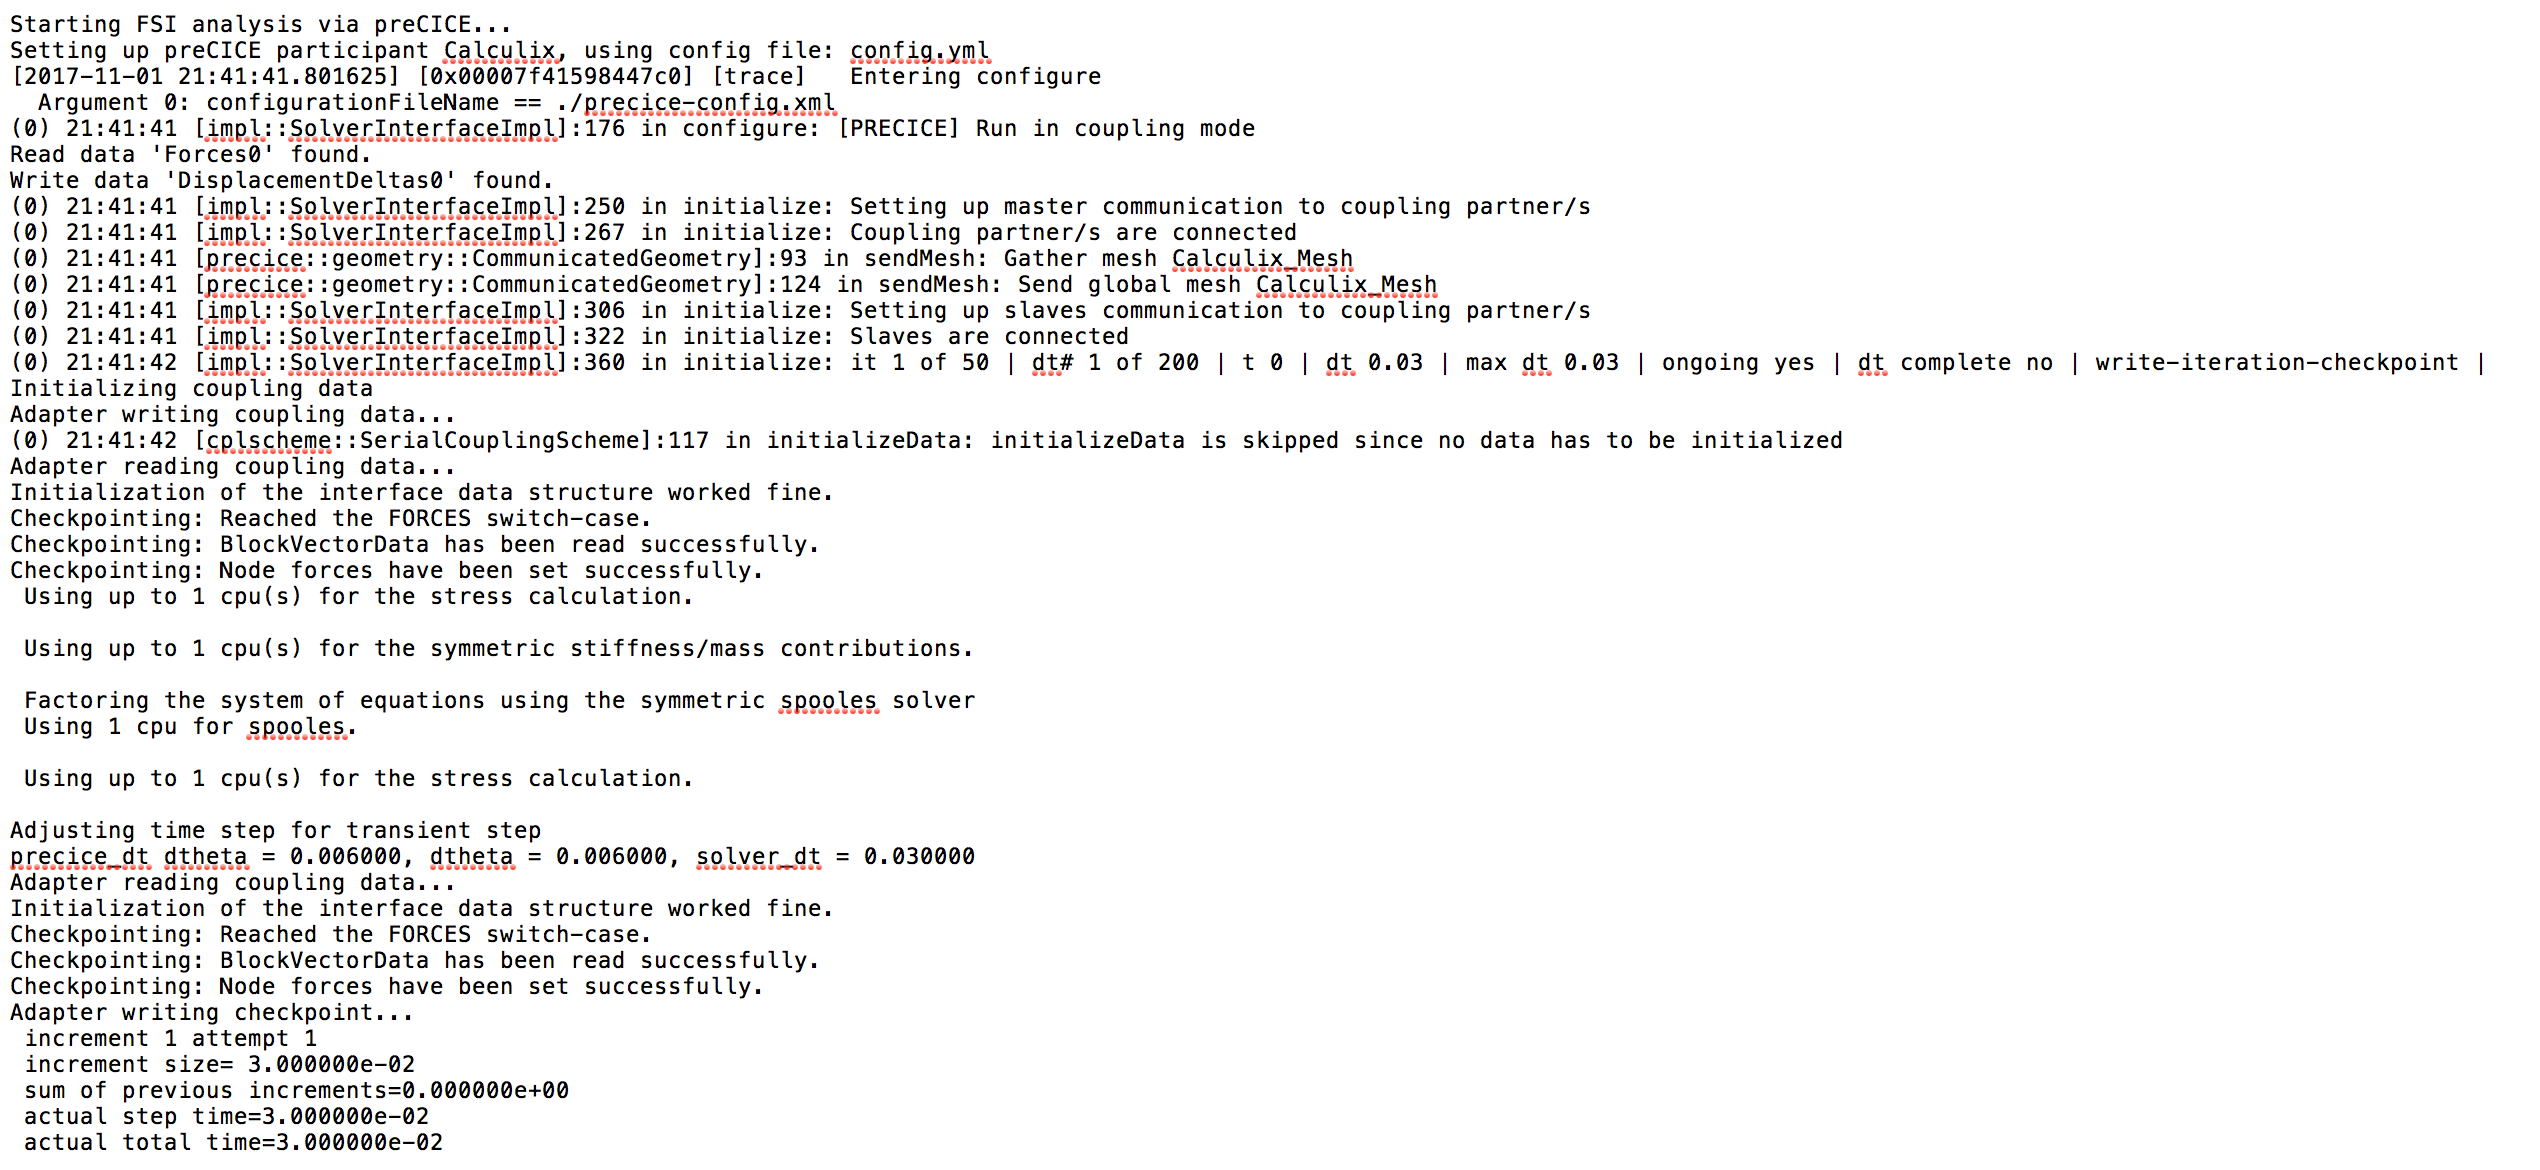 Starting FSI analysis via preCICE...
Setting up preCICE participant Calculix, using config file: config.yml
[2017-11-01 21:41:41.801625] [0x00007f41598447c0] [trace]   Entering configure
  Argument 0: configurationFileName == ./precice-config.xml
(0) 21:41:41 [impl::SolverInterfaceImpl]:176 in configure: [PRECICE] Run in coupling mode
Read data 'Forces0' found.
Write data 'DisplacementDeltas0' found.
(0) 21:41:41 [impl::SolverInterfaceImpl]:250 in initialize: Setting up master communication to coupling partner/s
(0) 21:41:41 [impl::SolverInterfaceImpl]:267 in initialize: Coupling partner/s are connected
(0) 21:41:41 [precice::geometry::CommunicatedGeometry]:93 in sendMesh: Gather mesh Calculix_Mesh
(0) 21:41:41 [precice::geometry::CommunicatedGeometry]:124 in sendMesh: Send global mesh Calculix_Mesh
(0) 21:41:41 [impl::SolverInterfaceImpl]:306 in initialize: Setting up slaves communication to coupling partner/s
(0) 21:41:41 [impl::SolverInterfaceImpl]:322 in initialize: Slaves are connected
(0) 21:41:42 [impl::SolverInterfaceImpl]:360 in initialize: it 1 of 50 | dt# 1 of 200 | t 0 | dt 0.03 | max dt 0.03 | ongoing yes | dt complete no | write-iteration-checkpoint |
Initializing coupling data
Adapter writing coupling data...
(0) 21:41:42 [cplscheme::SerialCouplingScheme]:117 in initializeData: initializeData is skipped since no data has to be initialized
Adapter reading coupling data...
Initialization of the interface data structure worked fine.
Checkpointing: Reached the FORCES switch-case.
Checkpointing: BlockVectorData has been read successfully.
Checkpointing: Node forces have been set successfully.
 Using up to 1 cpu(s) for the stress calculation.
 Using up to 1 cpu(s) for the symmetric stiffness/mass contributions.
 Factoring the system of equations using the symmetric spooles solver
 Using 1 cpu for spooles.
 Using up to 1 cpu(s) for the stress calculation.
Adjusting time step for transient step
precice_dt dtheta = 0.006000, dtheta = 0.006000, solver_dt = 0.030000
Adapter reading coupling data...
Initialization of the interface data structure worked fine.
Checkpointing: Reached the FORCES switch-case.
Checkpointing: BlockVectorData has been read successfully.
Checkpointing: Node forces have been set successfully.
Adapter writing checkpoint...
 increment 1 attempt 1
 increment size= 3.000000e-02
 sum of previous increments=0.000000e+00
 actual step time=3.000000e-02
 actual total time=3.000000e-02